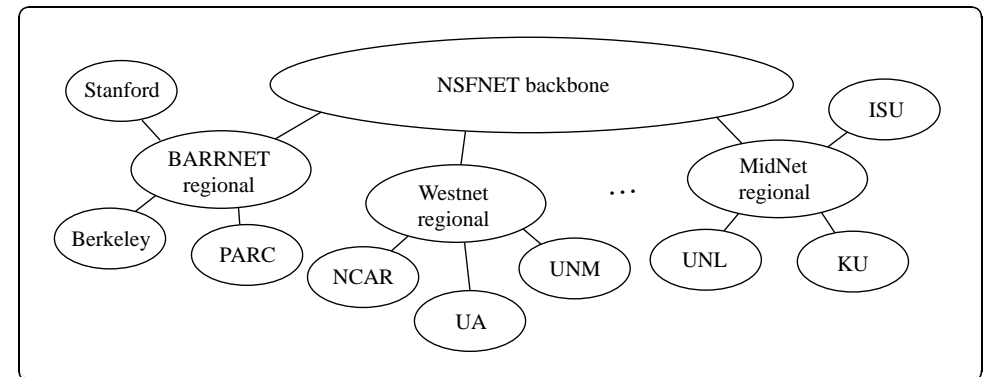 NSFNET backbone
Stanford
ISU
BARRNET
regional
MidNet
regional
Westnet
regional
...
Berkeley
PARC
NCAR
UNM
UNL
KU
UA